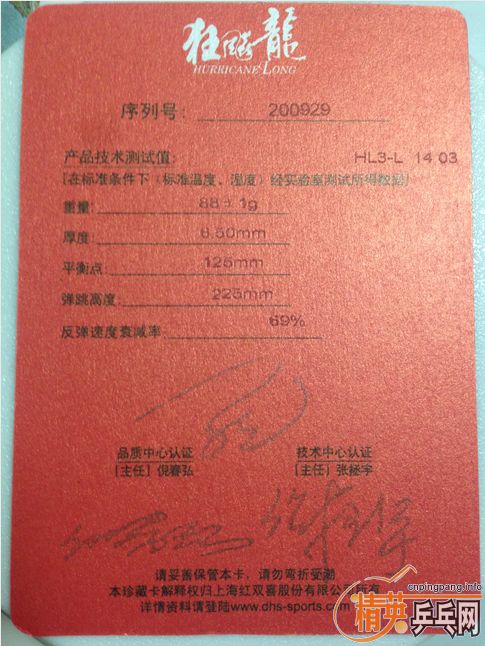 狂飚龍
HURRICANE·LONG
序列号: 200929
产品技术测试值: HL3-L 14 03
[在标准条件下(标准温度、湿度)经实验室测试所得数据]
重量: 88±1g
厚度: 6.50mm
平衡点: 125mm
弹跳高度 225mm
反弹速度衰减率 69%
品质中心认证 技术中心认证
[主任] 倪春弘 [主任] 张拯宇
请妥善保管本卡，请勿弯折受潮
本珍藏卡解释权归上海红双喜股份有限公司所有
详情资料请登陆www.dhs-sports.com
cnpingpang.info
精英乒乓网